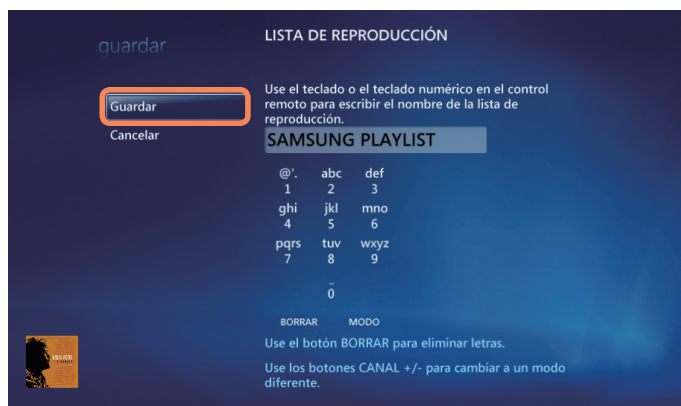 guardar
Guardar
Cancelar
LISTA DE REPRODUCCIÓN
Use el teclado o el teclado numérico en el control
remoto para escribir el nombre de la lista de
reproducción.
SAMSUNG PLAYLIST
@'. abc def
1 2 3
ghi jkl mno
4 5 6
pqrs tuv wxyz
7 8 9
_
0
BORRAR MODO
Use el botón BORRAR para eliminar letras.
Use los botones CANAL +/- para cambiar a un modo
diferente.